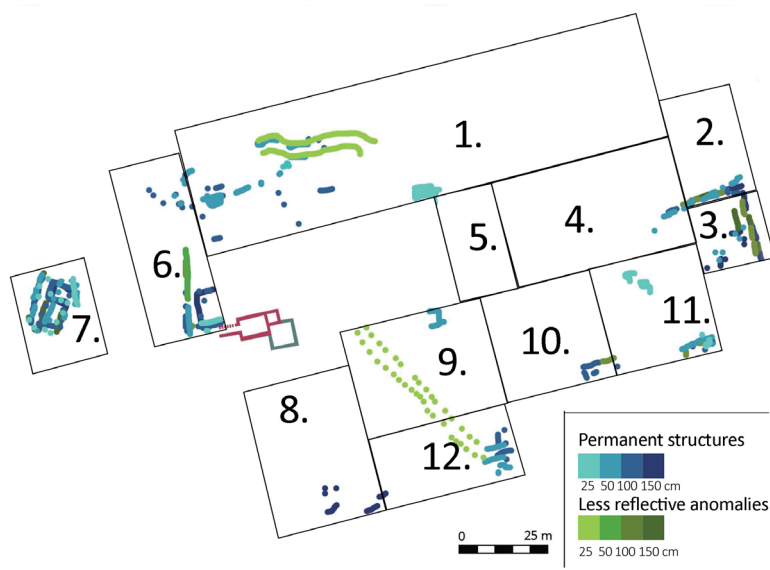 1.
2.
3.
4.
5.
6.
7.
8.
9.
10.
11.
12.
0 25 m
Permanent structures
25 50 100 150 cm
Less reflective anomalies
25 50 100 150 cm